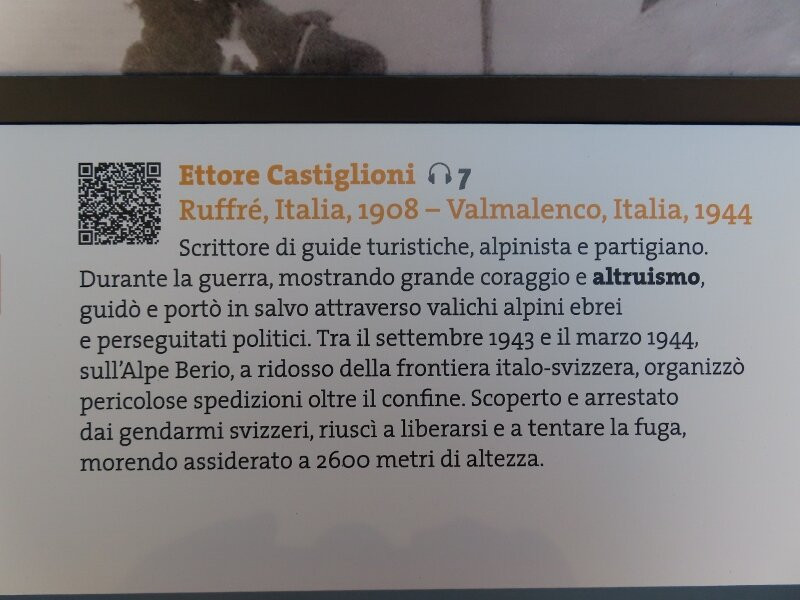 Ettore Castiglioni 7
Ruffré, Italia, 1908 – Valmalenco, Italia, 1944
Scrittore di guide turistiche, alpinista e partigiano.
Durante la guerra, mostrando grande coraggio e altruismo,
guidò e portò in salvo attraverso valichi alpini ebrei
e perseguitati politici. Tra il settembre 1943 e il marzo 1944,
sull'Alpe Berio, a ridosso della frontiera italo-svizzera, organizzò
pericolose spedizioni oltre il confine. Scoperto e arrestato
dai gendarmi svizzeri, riuscì a liberarsi e a tentare la fuga,
morendo assiderato a 2600 metri di altezza.